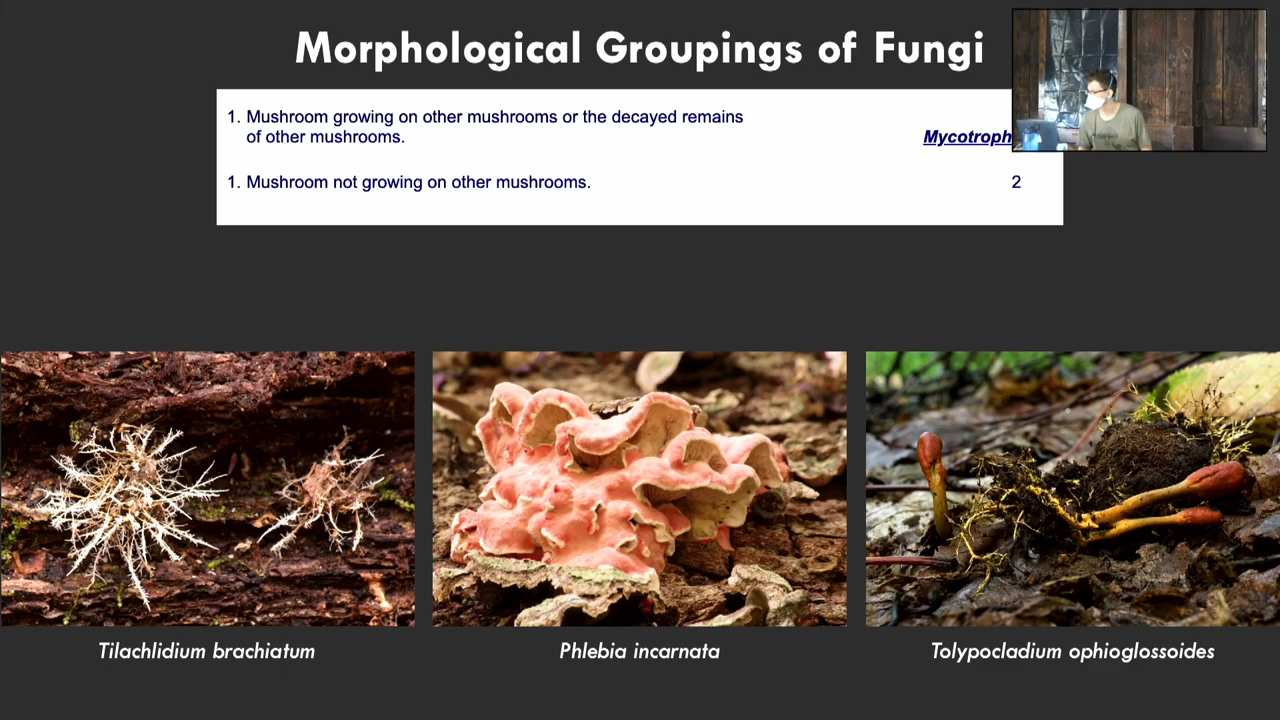 Morphological Groupings of Fungi
1. Mushroom growing on other mushrooms or the decayed remains
of other mushrooms.
Mycotroph
1. Mushroom not growing on other mushrooms.
2
Tilachlidium brachiatum
Phlebia incarnata
Tolypocladium ophioglossoides